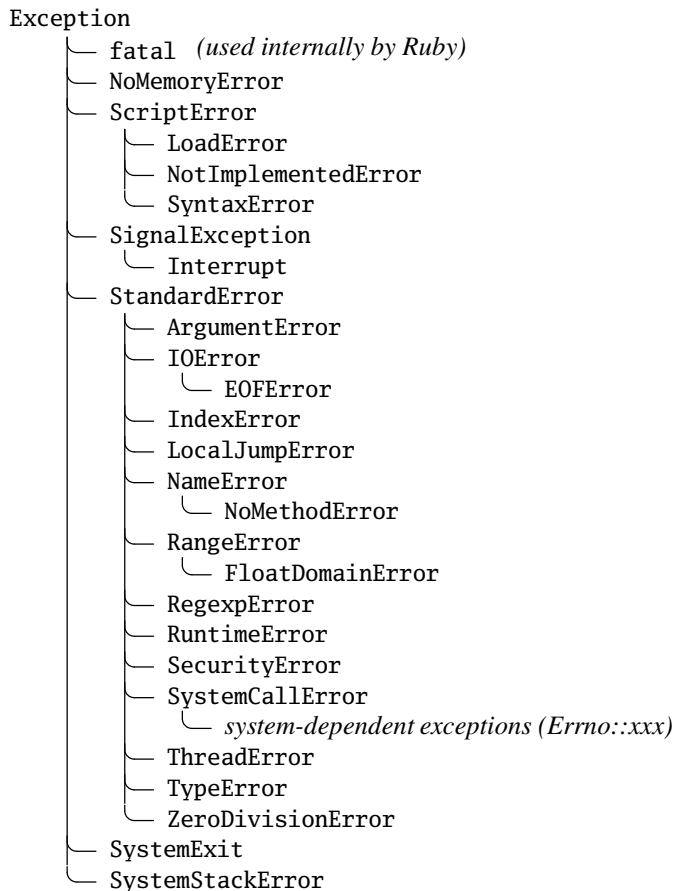 Exception
fatal (used internally by Ruby)
NoMemoryError
ScriptError
LoadError
NotImplementedError
SyntaxError
SignalException
Interrupt
StandardError
ArgumentError
IOError
EOFError
IndexError
LocalJumpError
NameError
NoMethodError
RangeError
FloatDomainError
RegexpError
RuntimeError
SecurityError
SystemCallError
system-dependent exceptions (Errno::xxx)
ThreadError
TypeError
ZeroDivisionError
SystemExit
SystemStackError